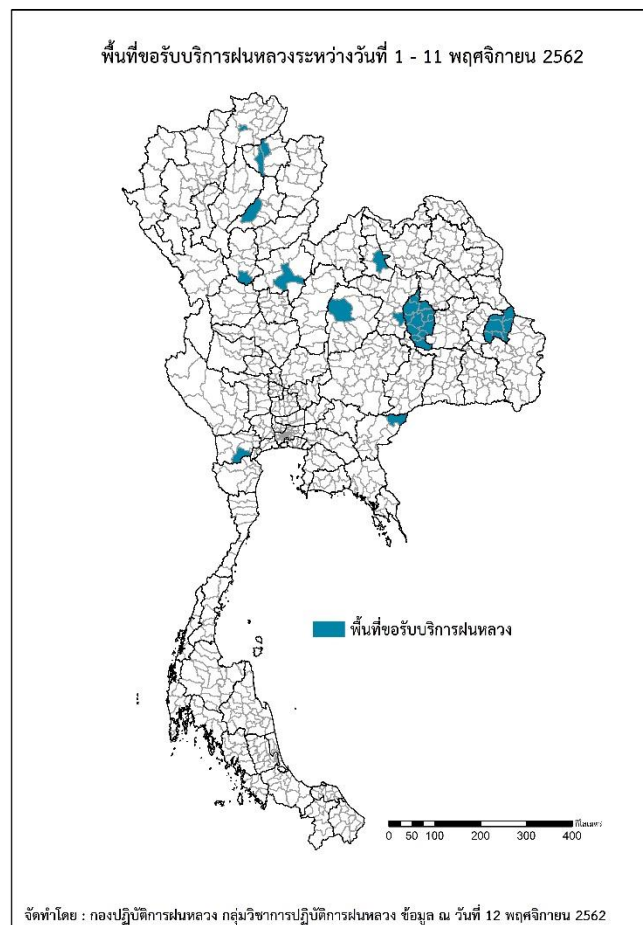 พื้นที่ขอรับบริการฝนหลวงระหว่างวันที่ 1 - 11 พฤศจิกายน 2562
พื้นที่ขอรับบริการฝนหลวง
กิโลเมตร
0 50 100 200 300 400
จัดทำโดย : กองปฏิบัติการฝนหลวง กลุ่มวิชาการปฏิบัติการฝนหลวง ข้อมูล ณ วันที่ 12 พฤศจิกายน 2562